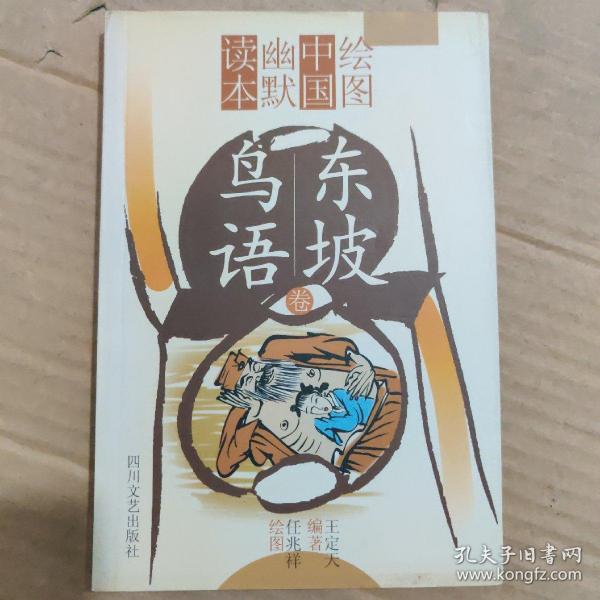 绘图
中国
幽默
读本
东坡
鸟语
卷
王定天
编著
任兆祥
绘图
四川文艺出版社
孔夫子旧书网
www.kongfz.com